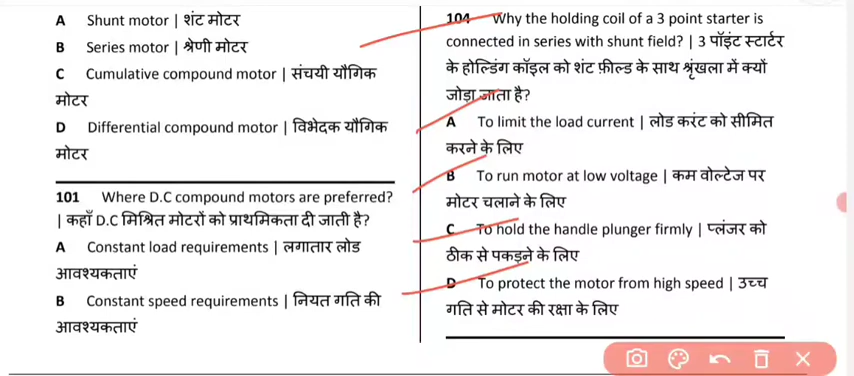 A Shunt motor | शंट मोटर
B Series motor | श्रेणी मोटर
C Cumulative compound motor | संचयी यौगिक
मोटर
D Differential compound motor | विभेदक यौगिक
मोटर
101 Where D.C compound motors are preferred?
| कहाँ D.C मिश्रित मोटरों को प्राथमिकता दी जाती है?
A Constant load requirements | लगातार लोड
आवश्यकताएं
B Constant speed requirements | नियत गति की
आवश्यकताएं
104 Why the holding coil of a 3 point starter is
connected in series with shunt field? | 3 पॉइंट स्टार्टर
के होल्डिंग कॉइल को शंट फ़ील्ड के साथ श्रृंखला में क्यों
जोड़ा जाता है?
A To limit the load current | लोड करंट को सीमित
करने के लिए
B To run motor at low voltage | कम वोल्टेज पर
मोटर चलाने के लिए
C To hold the handle plunger firmly | प्लंजर को
ठीक से पकड़ने के लिए
D To protect the motor from high speed | उच्च
गति से मोटर की रक्षा के लिए